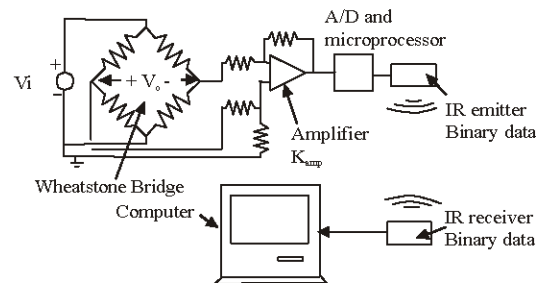 A/D and
microprocessor
Vi
+
-
+ Vₒ -
IR emitter
Binary data
Amplifier
Kₐₘₚ
Wheatstone Bridge
Computer
IR receiver
Binary data